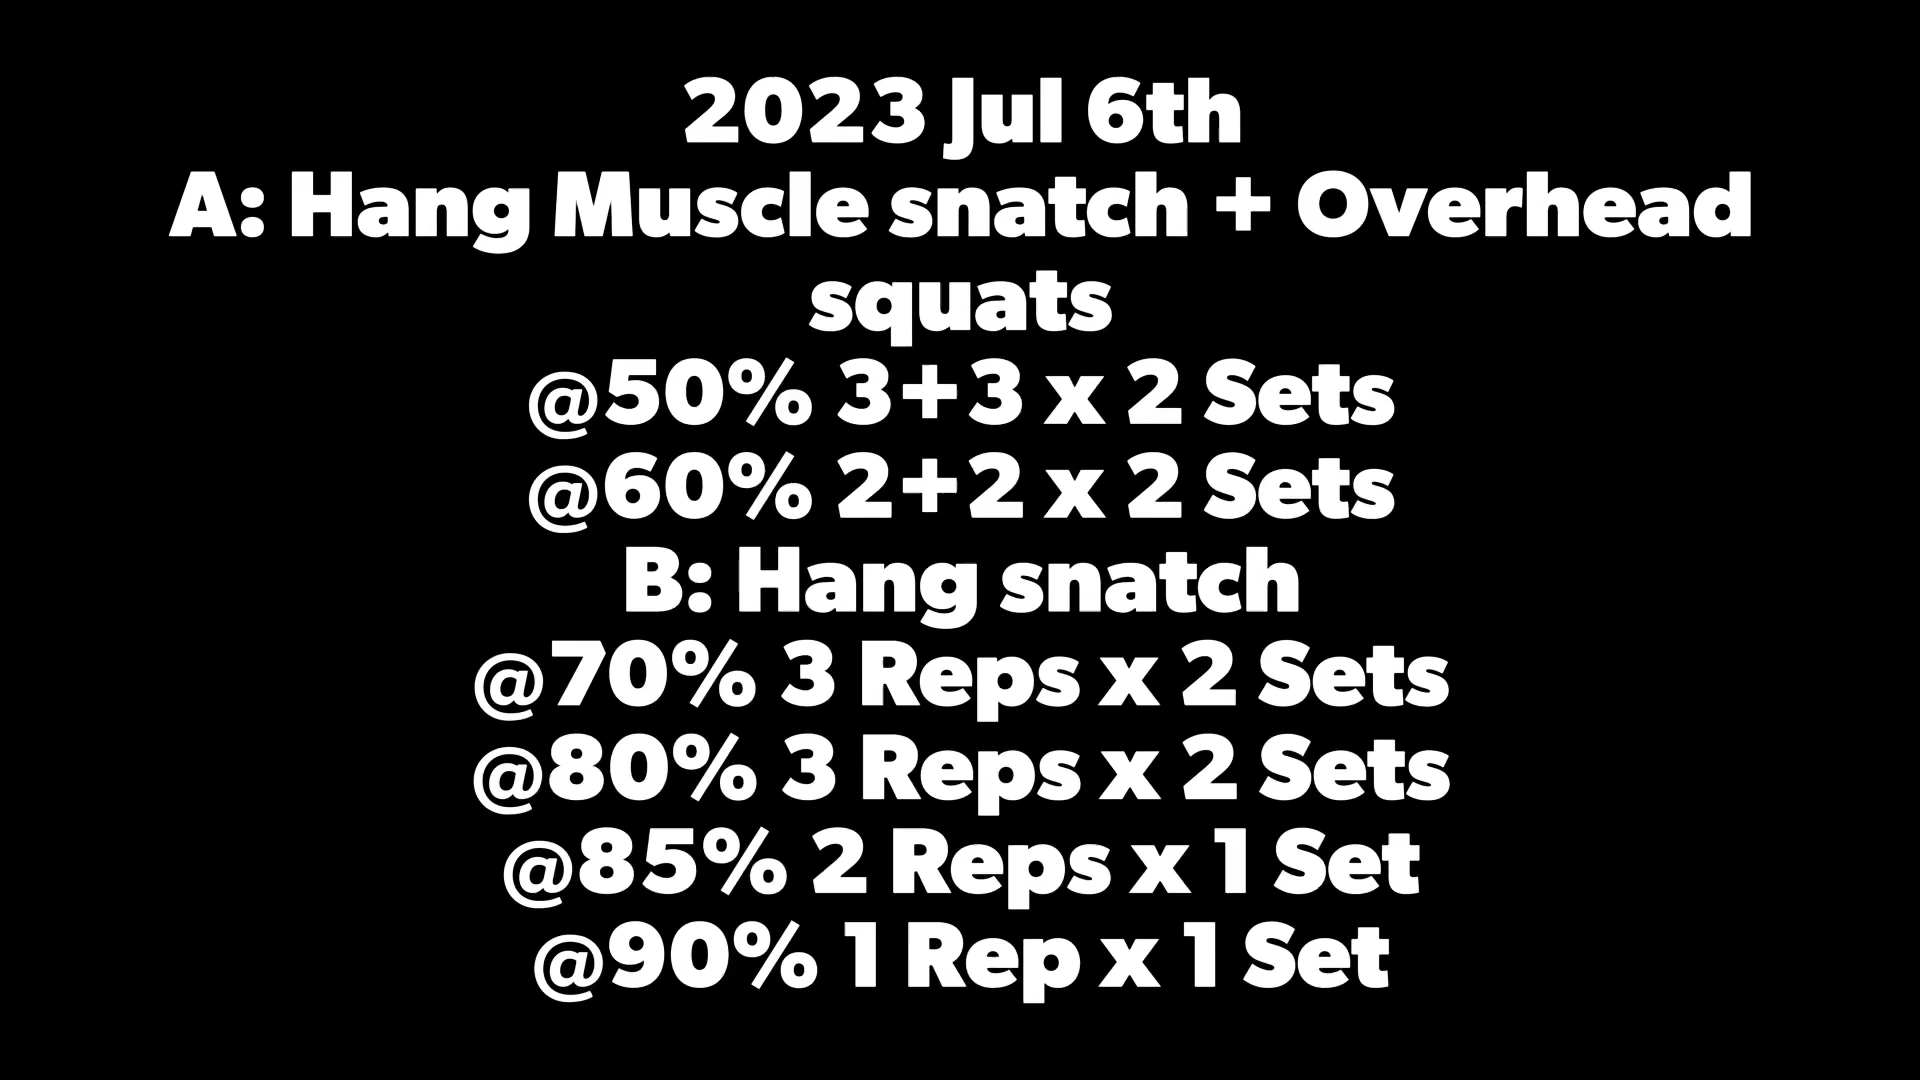 2023 Jul 6th
A: Hang Muscle snatch + Overhead
squats
@50% 3+3 x 2 Sets
@60% 2+2 x 2 Sets
B: Hang snatch
@70% 3 Reps x 2 Sets
@80% 3 Reps x 2 Sets
@85% 2 Reps x 1 Set
@90% 1 Rep x 1 Set